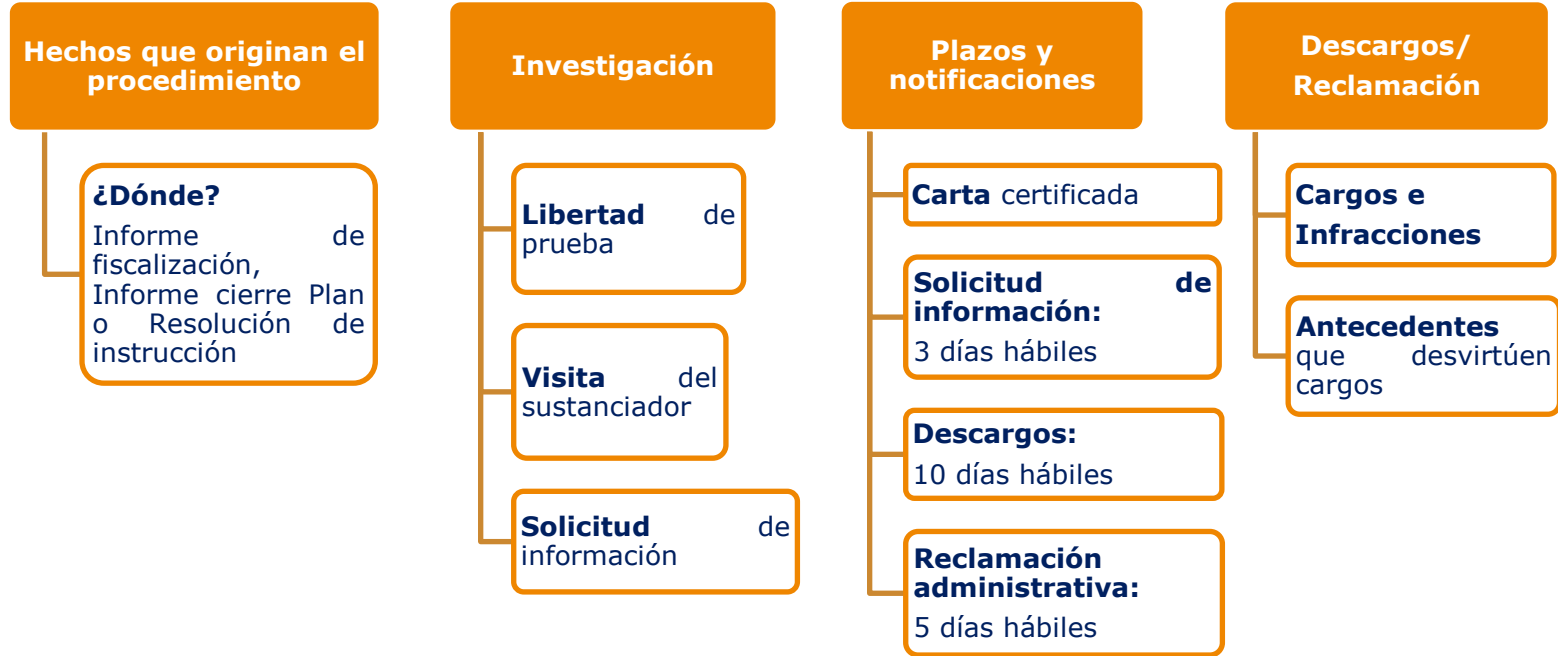 Hechos que originan el
procedimiento
¿Dónde?
Informe de
fiscalización,
Informe cierre Plan
o Resolución de
instrucción
Investigación
Libertad de
prueba
Visita del
sustanciador
Solicitud de
información
Plazos y
notificaciones
Carta certificada
Solicitud de
información:
3 días hábiles
Descargos:
10 días hábiles
Reclamación
administrativa:
5 días hábiles
Descargos/
Reclamación
Cargos e
Infracciones
Antecedentes
que desvirtúen
cargos